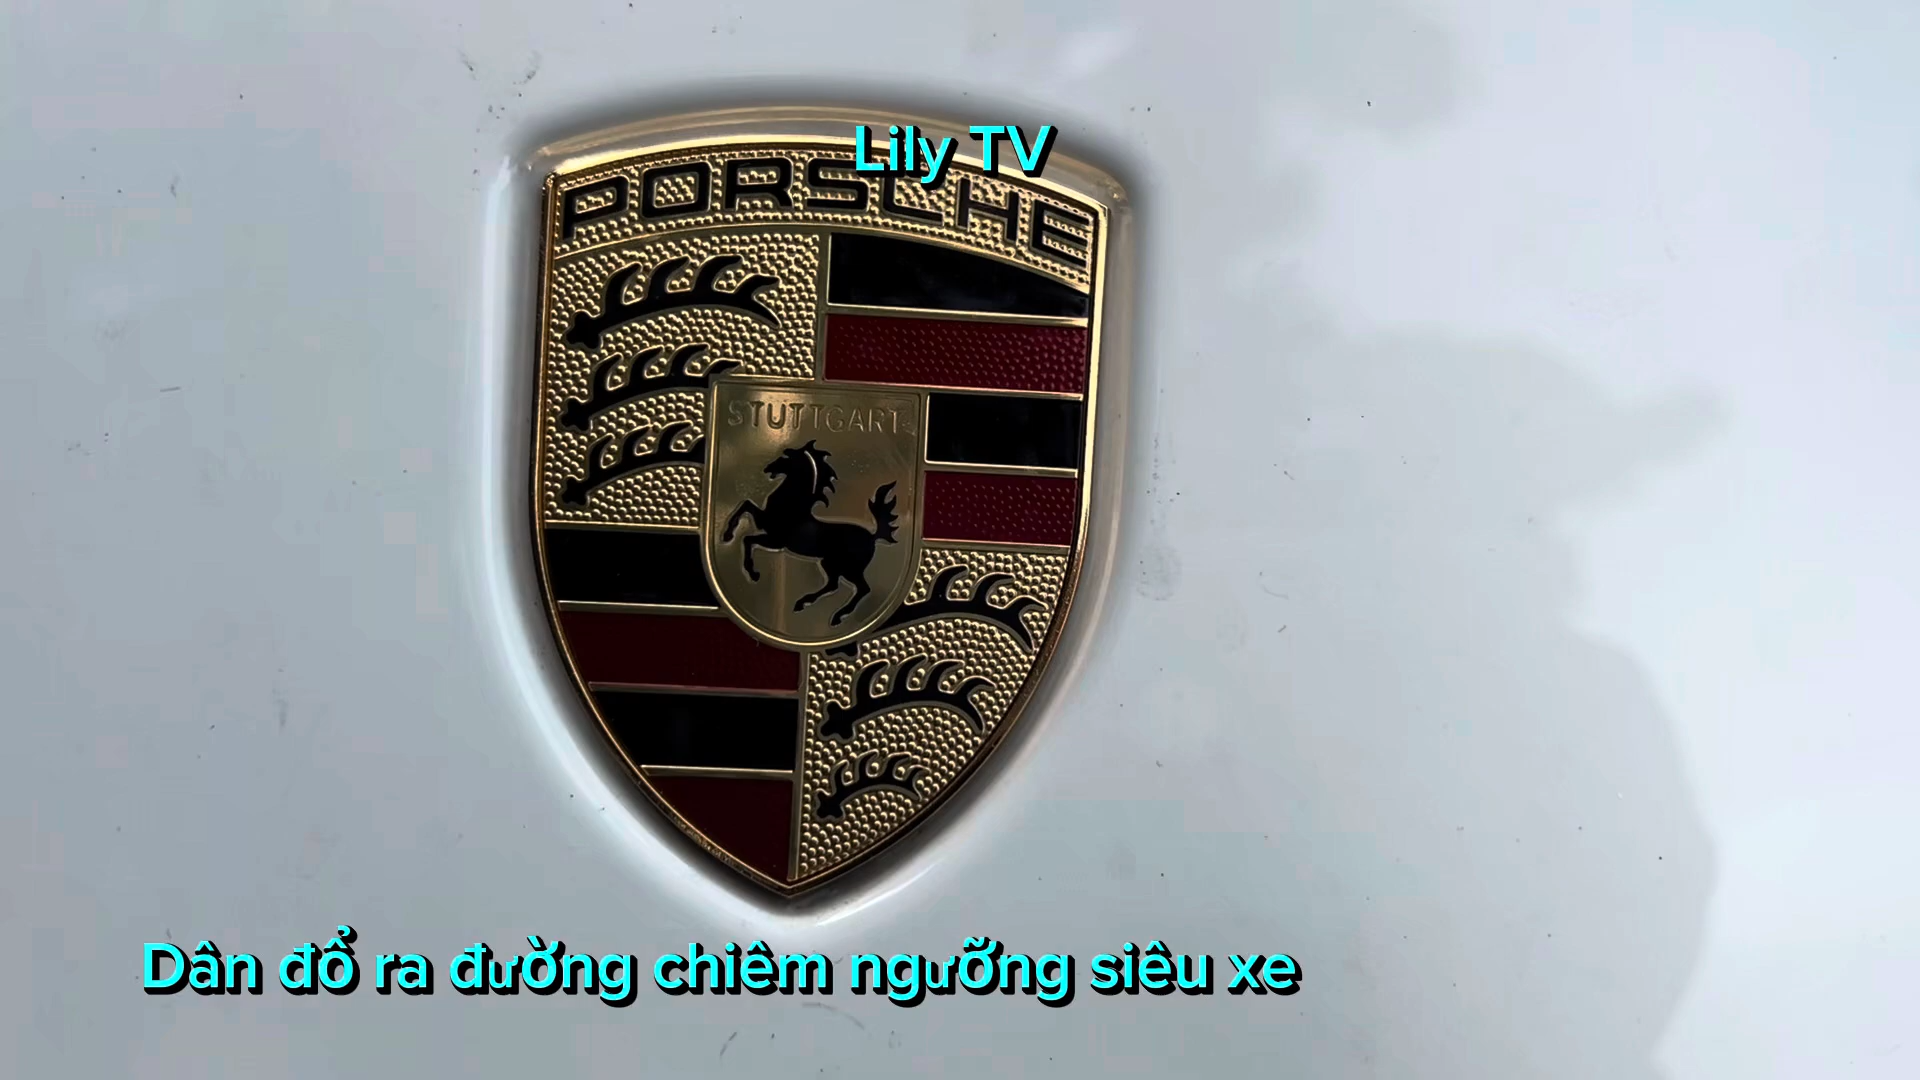 Lily TV
PORSCHE
STUTTGART
Dân đổ ra đường chiêm ngưỡng siêu xe